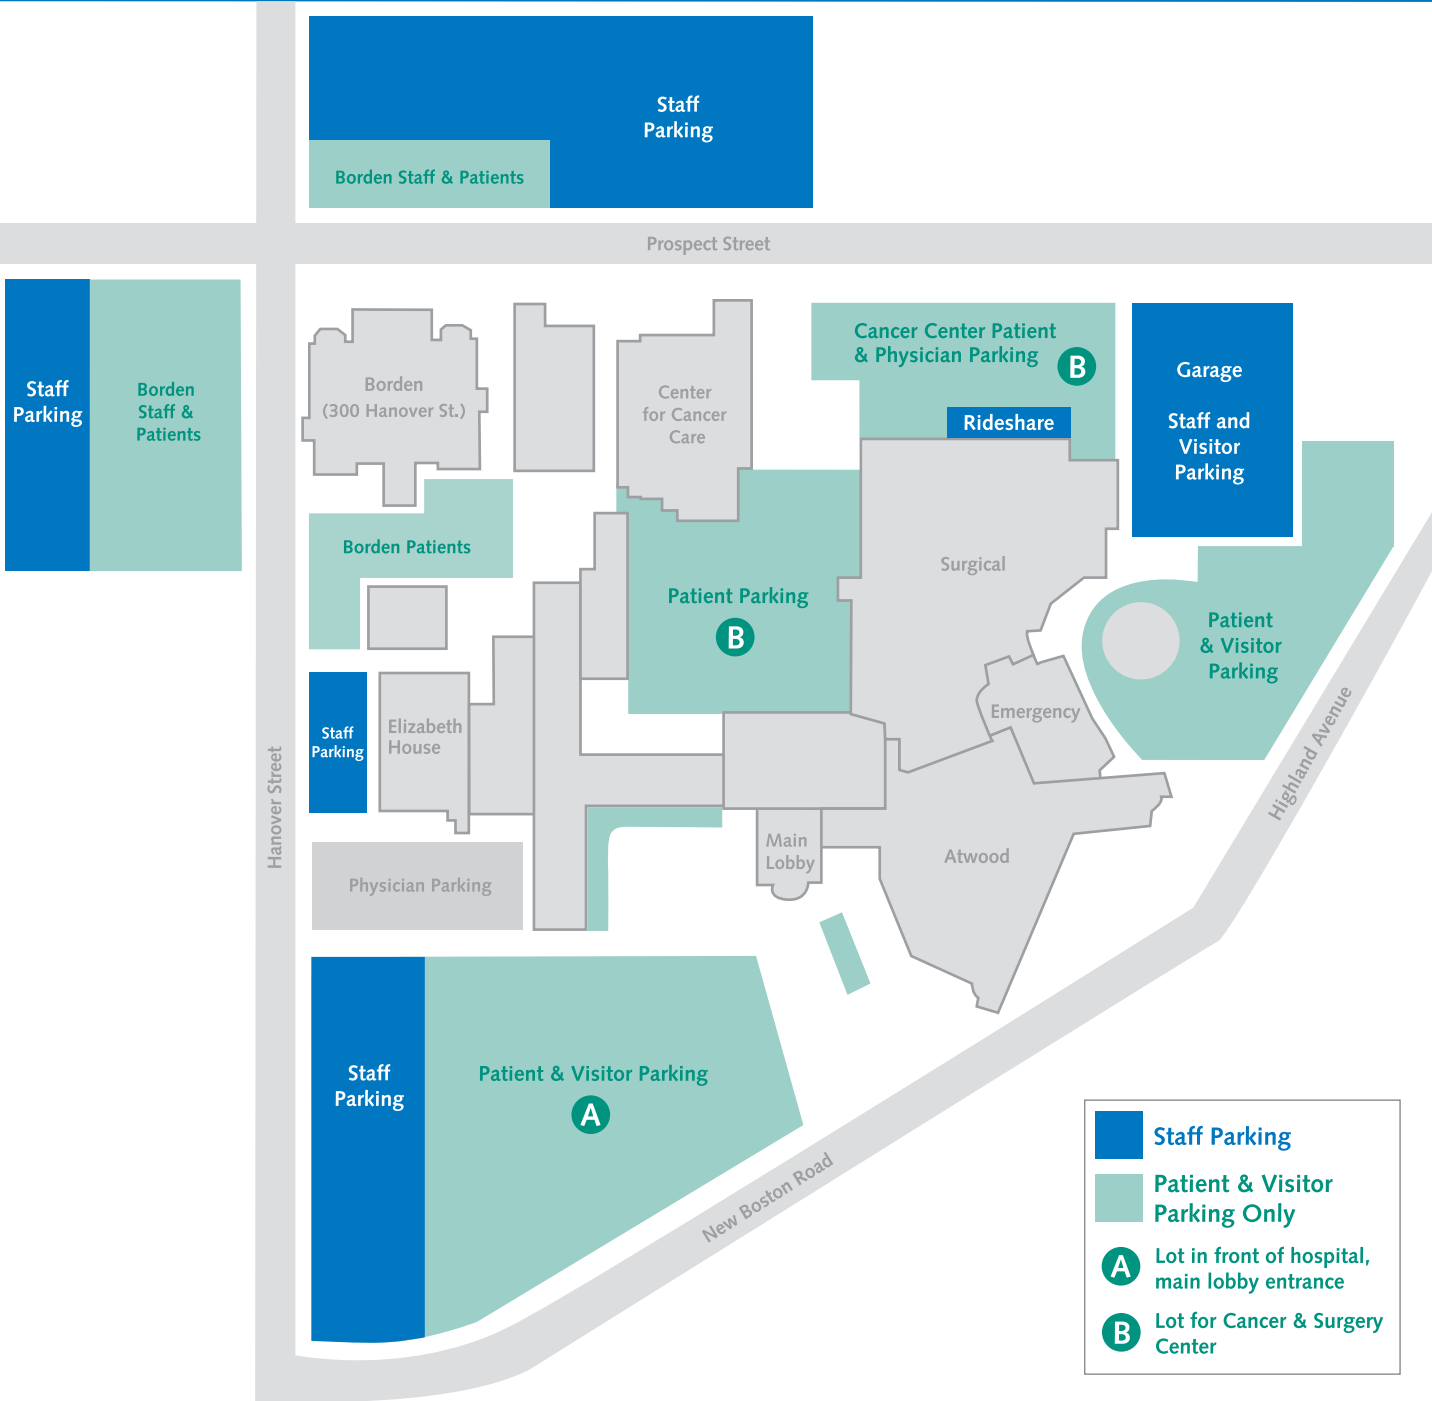 Staff
Parking
Borden Staff & Patients
Prospect Street
Staff
Parking
Borden
Staff &
Patients
Borden
(300 Hanover St.)
Center
for Cancer
Care
Cancer Center Patient
& Physician Parking
B
Rideshare
Garage
Staff and
Visitor
Parking
Borden Patients
Patient Parking
B
Surgical
Patient
& Visitor
Parking
Emergency
Staff
Parking
Elizabeth
House
Hanover Street
Highland Avenue
Physician Parking
Main
Lobby
Atwood
Staff
Parking
Patient & Visitor Parking
A
New Boston Road
Staff Parking
Patient & Visitor
Parking Only
A
Lot in front of hospital,
main lobby entrance
B
Lot for Cancer & Surgery
Center